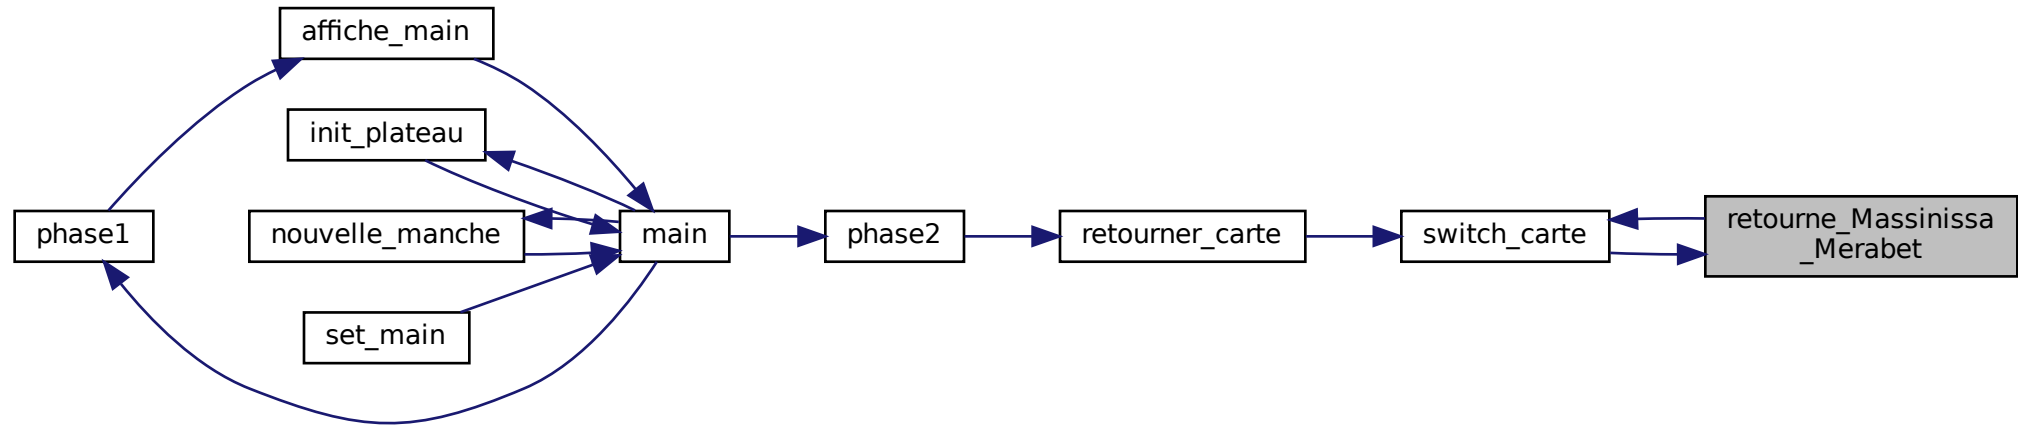 affiche_main
init_plateau
phase1
nouvelle_manche
main
phase2
retourner_carte
switch_carte
retourne_Massinissa
_Merabet
set_main